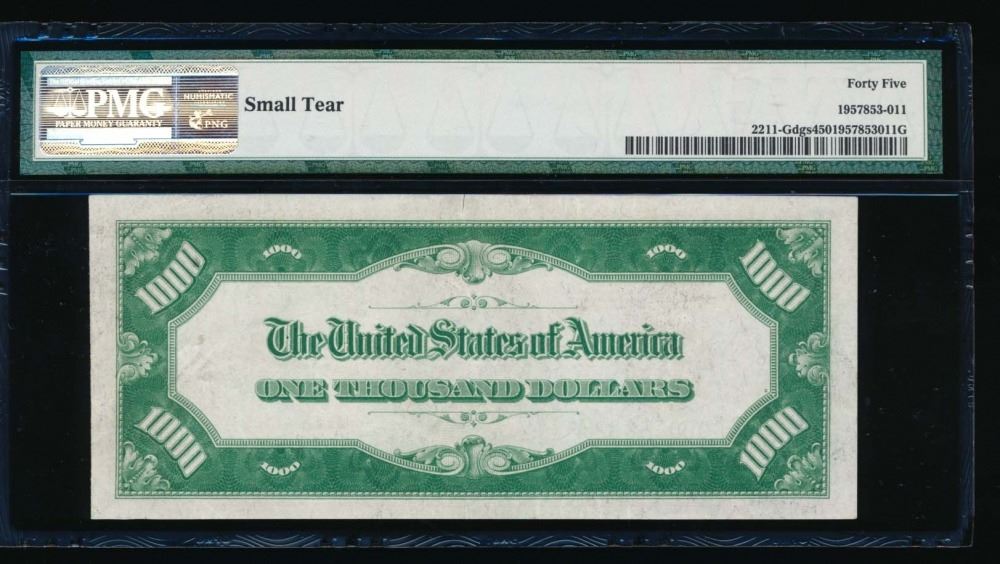 PMG
PAPER MONEY GUARANTY
NUMISMATIC
PNG
Small Tear
Forty Five
1957853-011
2211-Gdgs4501957853011G
1000
1000
1000
1000
The United States of America
ONE THOUSAND DOLLARS
1000
1000
1000
1000